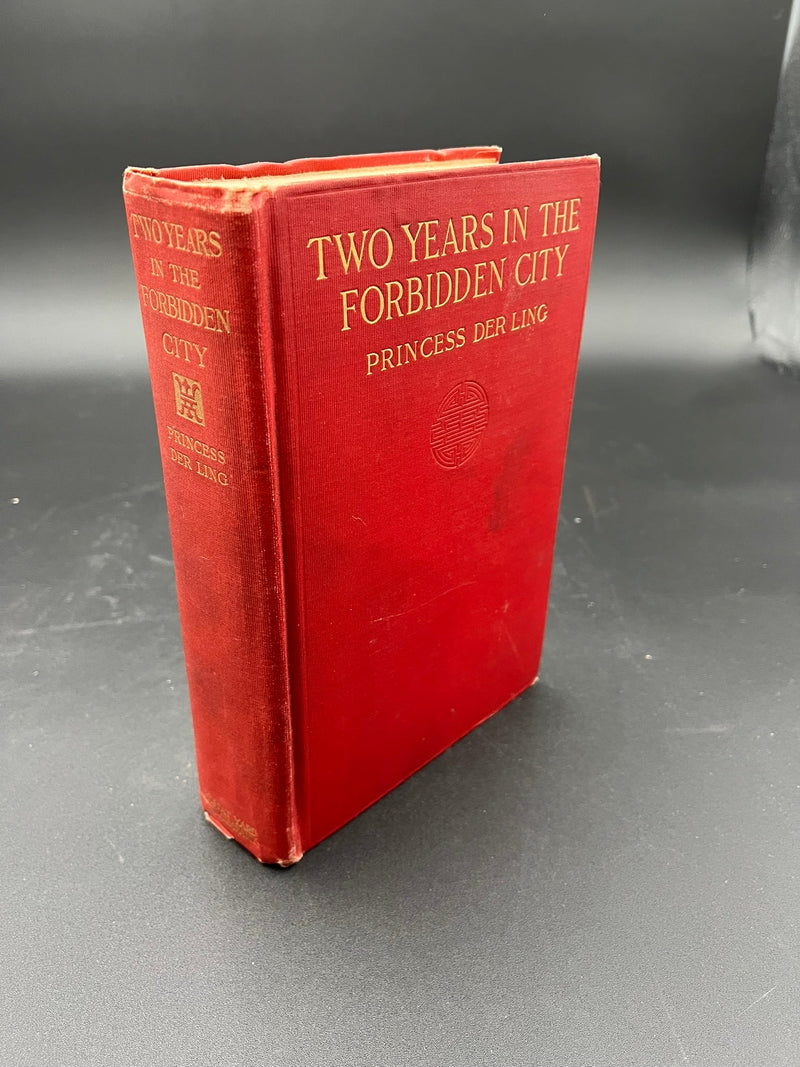 TWO YEARS
IN THE
FORBIDDEN
CITY
PRINCESS
DER LING
TWO YEARS IN THE
FORBIDDEN CITY
PRINCESS DER LING